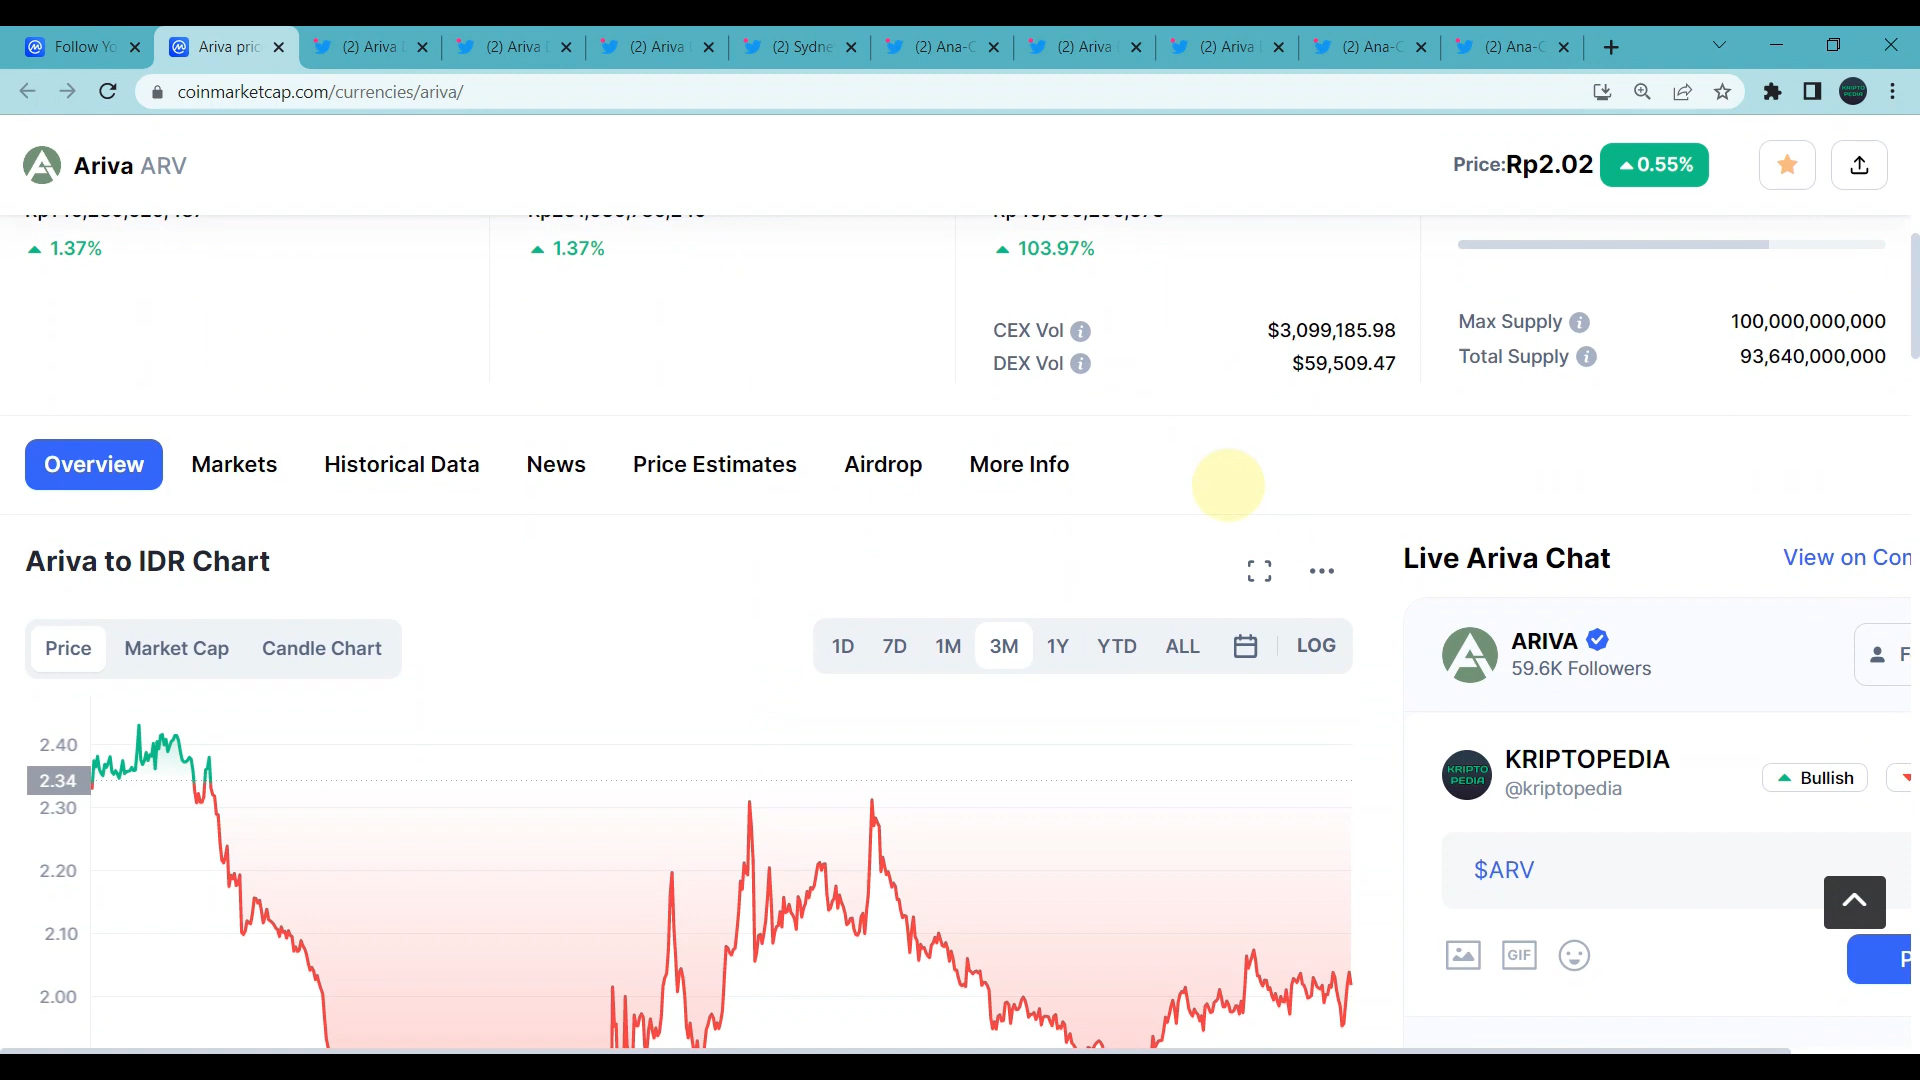 Follow Yo
Ariva pric
(2) Ariva
(2) Ariva
(2) Ariva
(2) Sydne
(2) Ana-C
(2) Ariva
(2) Ariva
(2) Ana-C
(2) Ana-C
coinmarketcap.com/currencies/ariva/
KRIPTO
PEDIA
Ariva ARV
Price:Rp2.02
0.55%
1.37%
1.37%
103.97%
CEX Vol
$3,099,185.98
DEX Vol
$59,509.47
Max Supply
100,000,000,000
Total Supply
93,640,000,000
Overview
Markets
Historical Data
News
Price Estimates
Airdrop
More Info
Ariva to IDR Chart
Price
Market Cap
Candle Chart
1D
7D
1M
3M
1Y
YTD
ALL
LOG
2.40
2.34
2.30
2.20
2.10
2.00
Live Ariva Chat
View on Com
ARIVA
59.6K Followers
F
KRIPTO
PEDIA
KRIPTOPEDIA
@kriptopedia
Bullish
$ARV
GIF
P